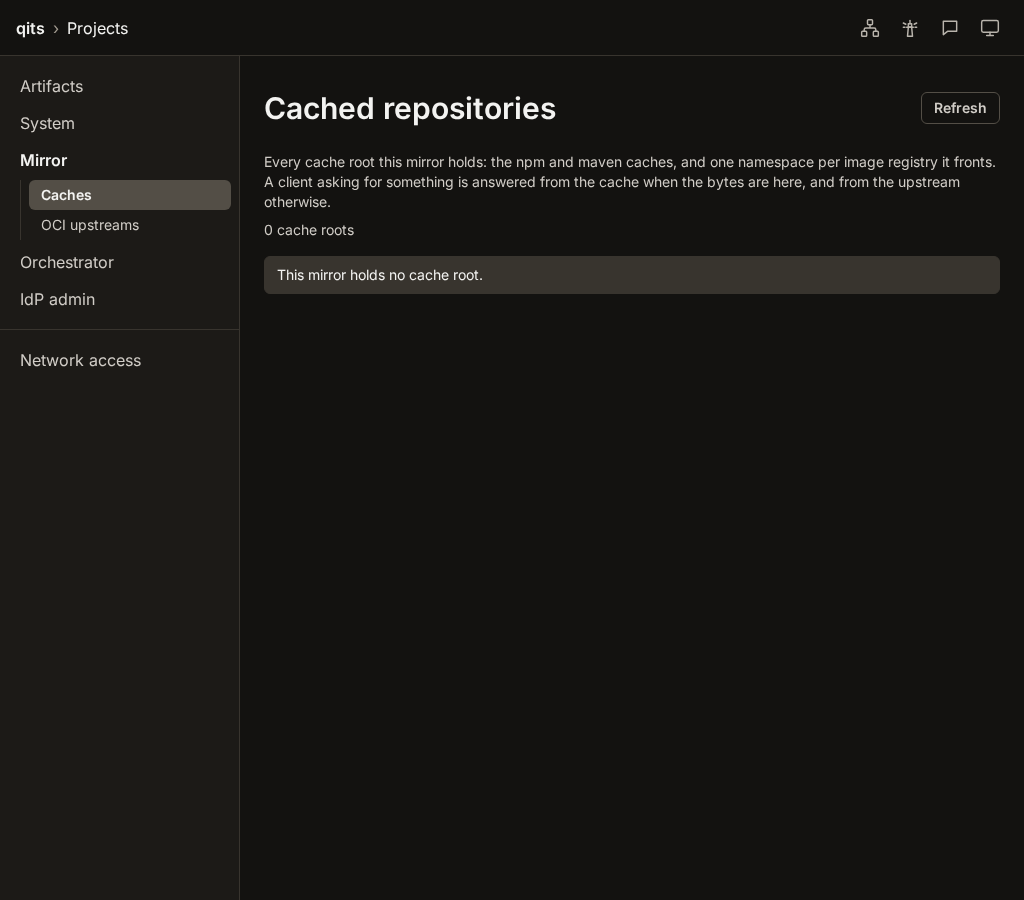 qits › Projects
Artifacts
System
Mirror
Caches
OCI upstreams
Orchestrator
IdP admin
Network access
Cached repositories
Refresh
Every cache root this mirror holds: the npm and maven caches, and one namespace per image registry it fronts.
A client asking for something is answered from the cache when the bytes are here, and from the upstream
otherwise.
0 cache roots
This mirror holds no cache root.